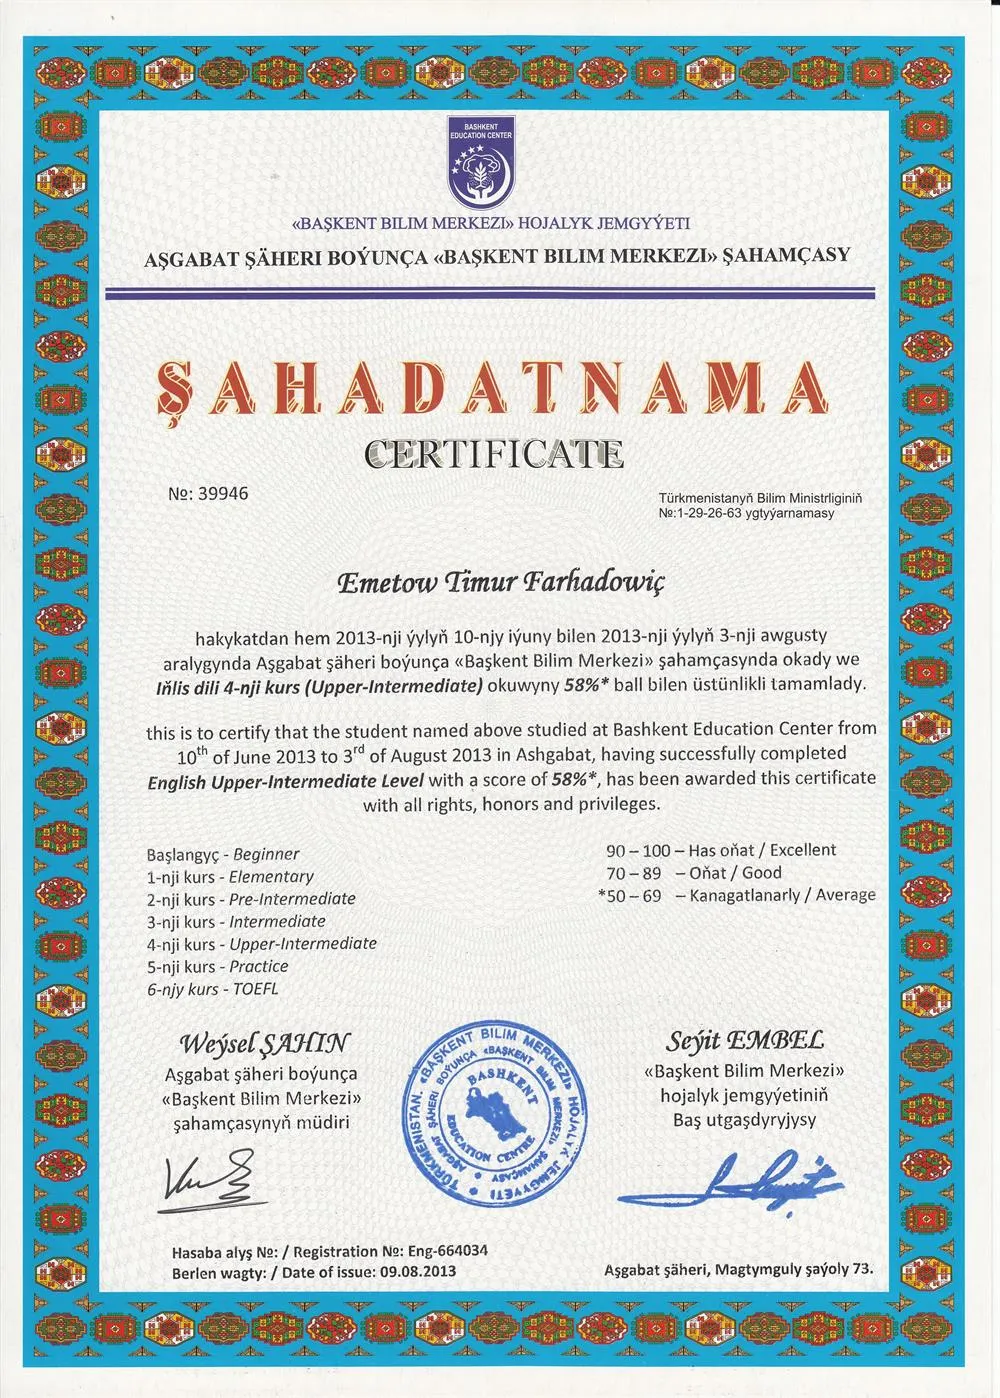 BASHKENT
EDUCATION CENTER
«BAŞKENT BILIM MERKEZI» HOJALYK JEMGYÝETI
AŞGABAT ŞÄHERI BOÝUNÇA «BAŞKENT BILIM MERKEZI» ŞAHAMÇASY
ŞAHADATNAMA
CERTIFICATE
№: 39946
Türkmenistanyň Bilim Ministrliginiň
№:1-29-26-63 ygtyýarnamasy
Emetow Timur Farhadowiç
hakykatdan hem 2013-nji ýylyň 10-njy iýuny bilen 2013-nji ýylyň 3-nji awgusty
aralygynda Aşgabat şäheri boýunça «Başkent Bilim Merkezi» şahamçasynda okady we
Iňlis dili 4-nji kurs (Upper-Intermediate) okuwyny 58%* ball bilen üstünlikli tamamlady.
this is to certify that the student named above studied at Bashkent Education Center from
10th of June 2013 to 3rd of August 2013 in Ashgabat, having successfully completed
English Upper-Intermediate Level with a score of 58%*, has been awarded this certificate
with all rights, honors and privileges.
Başlangyç - Beginner
1-nji kurs - Elementary
2-nji kurs - Pre-Intermediate
3-nji kurs - Intermediate
4-nji kurs - Upper-Intermediate
5-nji kurs - Practice
6-njy kurs - TOEFL
90 – 100 – Has oňat / Excellent
70 – 89 – Oňat / Good
*50 – 69 – Kanagatlanarly / Average
Weýsel ŞAHIN
Aşgabat şäheri boýunça
«Başkent Bilim Merkezi»
şahamçasynyň müdiri
TÜRKMENISTAN. «BAŞKENT BILIM MERKEZI» HOJALYK JEMGYÝETI
AŞGABAT ŞÄHERI BOÝUNÇA «BAŞKENT BILIM MERKEZI» ŞAHAMÇASY
BASHKENT
EDUCATION CENTRE
Seýit EMBEL
«Başkent Bilim Merkezi»
hojalyk jemgyýetiniň
Baş utgaşdyryjysy
Hasaba alyş №: / Registration №: Eng-664034
Berlen wagty: / Date of issue: 09.08.2013
Aşgabat şäheri, Magtymguly şaýoly 73.